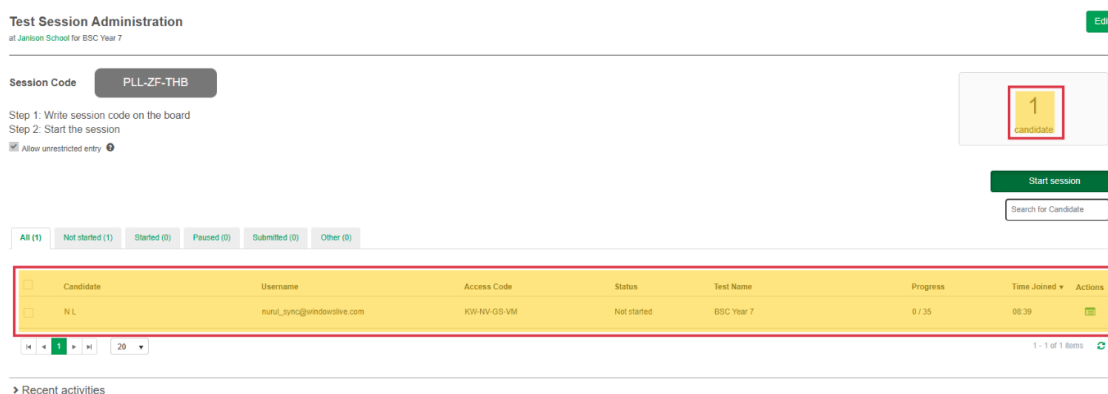 Test Session Administration
Edi
at Janison School for BSC Year 7
Session Code PLL-ZF-THB
1
candidate
Step 1: Write session code on the board
Step 2: Start the session
Allow unrestricted entry
Start session
Search for Candidate
All (1) Not started (1) Started (0) Paused (0) Submitted (0) Other (0)
Candidate Username Access Code Status Test Name Progress Time Joined Actions
N L nurul_sync@windowslive.com KW-NV-GS-VM Not started BSC Year 7 0 / 35 08:39
1 20 1 - 1 of 1 items
Recent activities